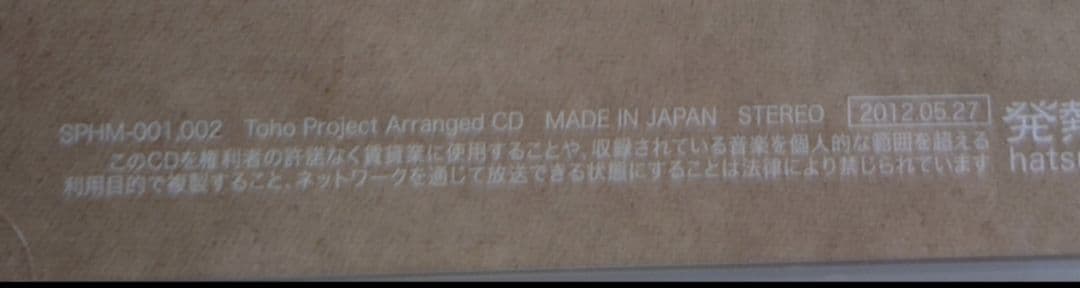 SPHM-001,002 Toho Project Arranged CD MADE IN JAPAN STEREO 2012.05.27
このCDを権利者の許諾なく賃貸業に使用することや、収録されている音楽を個人的な範囲を超える
利用目的で複製すること、ネットワークを通じて放送できる状態にすることは法律により禁じられています
発熱
hats